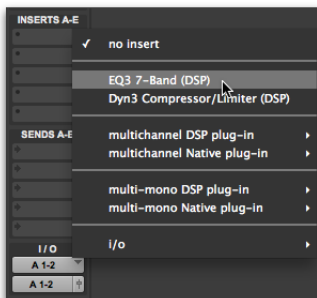 INSERTS A-E
✓ no insert
EQ3 7-Band (DSP)
Dyn3 Compressor/Limiter (DSP)
SENDS A-E
multichannel DSP plug-in
multichannel Native plug-in
multi-mono DSP plug-in
multi-mono Native plug-in
I / O
i/o
A 1-2
A 1-2